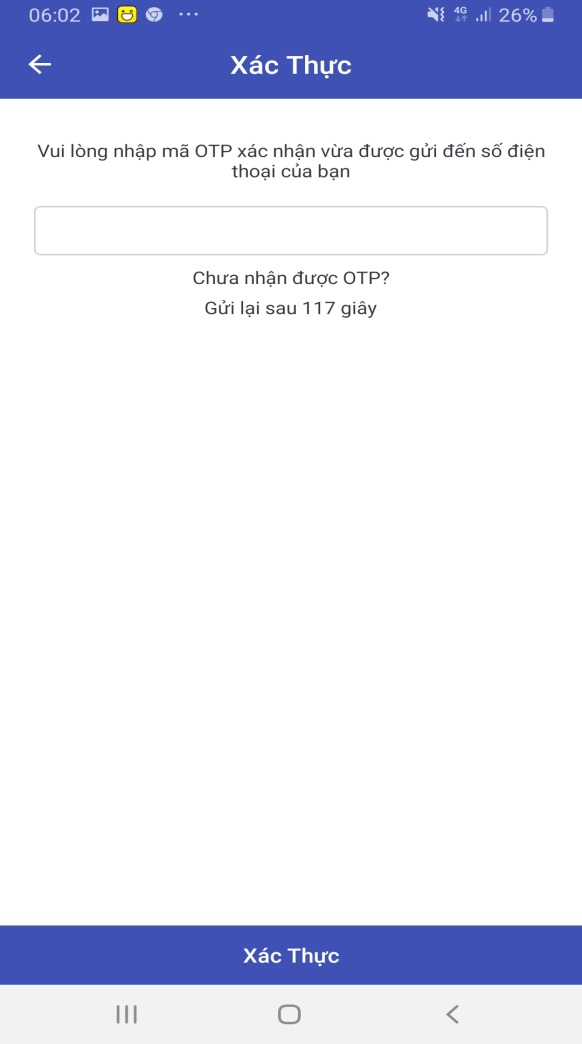 06:02 4G 26%
Xác Thực
Vui lòng nhập mã OTP xác nhận vừa được gửi đến số điện
thoại của bạn
Chưa nhận được OTP?
Gửi lại sau 117 giây
Xác Thực